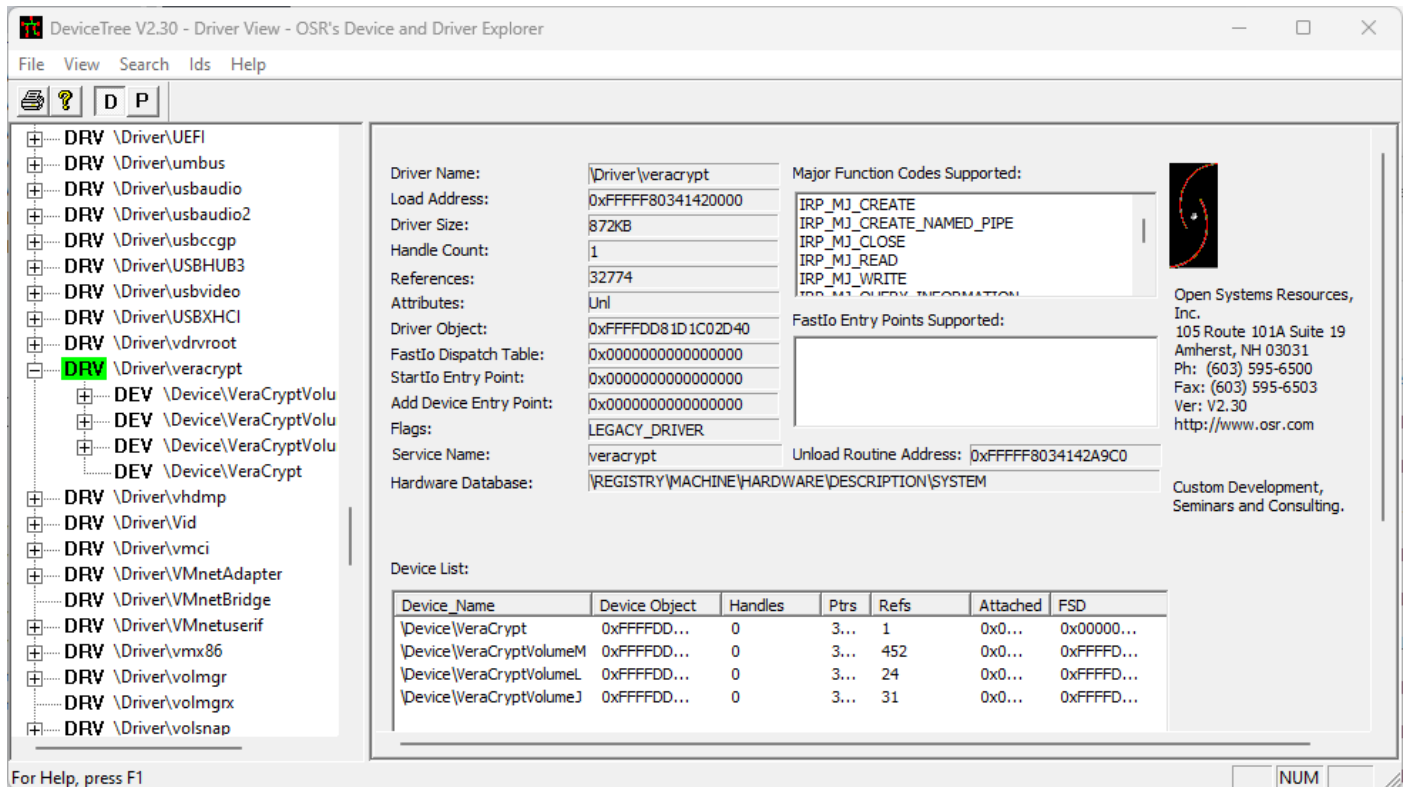 DeviceTree V2.30 - Driver View - OSR's Device and Driver Explorer
File View Search Ids Help
D P
DRV \Driver\UEFI
DRV \Driver\umbus
DRV \Driver\usbaudio
DRV \Driver\usbaudio2
DRV \Driver\usbccgp
DRV \Driver\USBHUB3
DRV \Driver\usbvideo
DRV \Driver\USBXHCI
DRV \Driver\vdrvroot
DRV \Driver\veracrypt
DEV \Device\VeraCryptVolu
DEV \Device\VeraCryptVolu
DEV \Device\VeraCryptVolu
DEV \Device\VeraCrypt
DRV \Driver\vhdmp
DRV \Driver\Vid
DRV \Driver\vmci
DRV \Driver\VMnetAdapter
DRV \Driver\VMnetBridge
DRV \Driver\VMnetuserif
DRV \Driver\vmx86
DRV \Driver\volmgr
DRV \Driver\volmgrx
DRV \Driver\volsnap
Driver Name: \Driver\veracrypt
Load Address: 0xFFFFF80341420000
Driver Size: 872KB
Handle Count: 1
References: 32774
Attributes: Unl
Driver Object: 0xFFFFDD81D1C02D40
FastIo Dispatch Table: 0x0000000000000000
StartIo Entry Point: 0x0000000000000000
Add Device Entry Point: 0x0000000000000000
Flags: LEGACY_DRIVER
Service Name: veracrypt
Hardware Database: \REGISTRY\MACHINE\HARDWARE\DESCRIPTION\SYSTEM
Major Function Codes Supported:
IRP_MJ_CREATE
IRP_MJ_CREATE_NAMED_PIPE
IRP_MJ_CLOSE
IRP_MJ_READ
IRP_MJ_WRITE
IRP_MJ_QUERY_INFORMATION
FastIo Entry Points Supported:
Unload Routine Address: 0xFFFFF8034142A9C0
Open Systems Resources,
Inc.
105 Route 101A Suite 19
Amherst, NH 03031
Ph: (603) 595-6500
Fax: (603) 595-6503
Ver: V2.30
http://www.osr.com
Custom Development,
Seminars and Consulting.
Device List:
Device_Name Device Object Handles Ptrs Refs Attached FSD
\Device\VeraCrypt 0xFFFFDD... 0 3... 1 0x0... 0x00000...
\Device\VeraCryptVolumeM 0xFFFFDD... 0 3... 452 0x0... 0xFFFFD...
\Device\VeraCryptVolumeL 0xFFFFDD... 0 3... 24 0x0... 0xFFFFD...
\Device\VeraCryptVolumeJ 0xFFFFDD... 0 3... 31 0x0... 0xFFFFD...
For Help, press F1
NUM